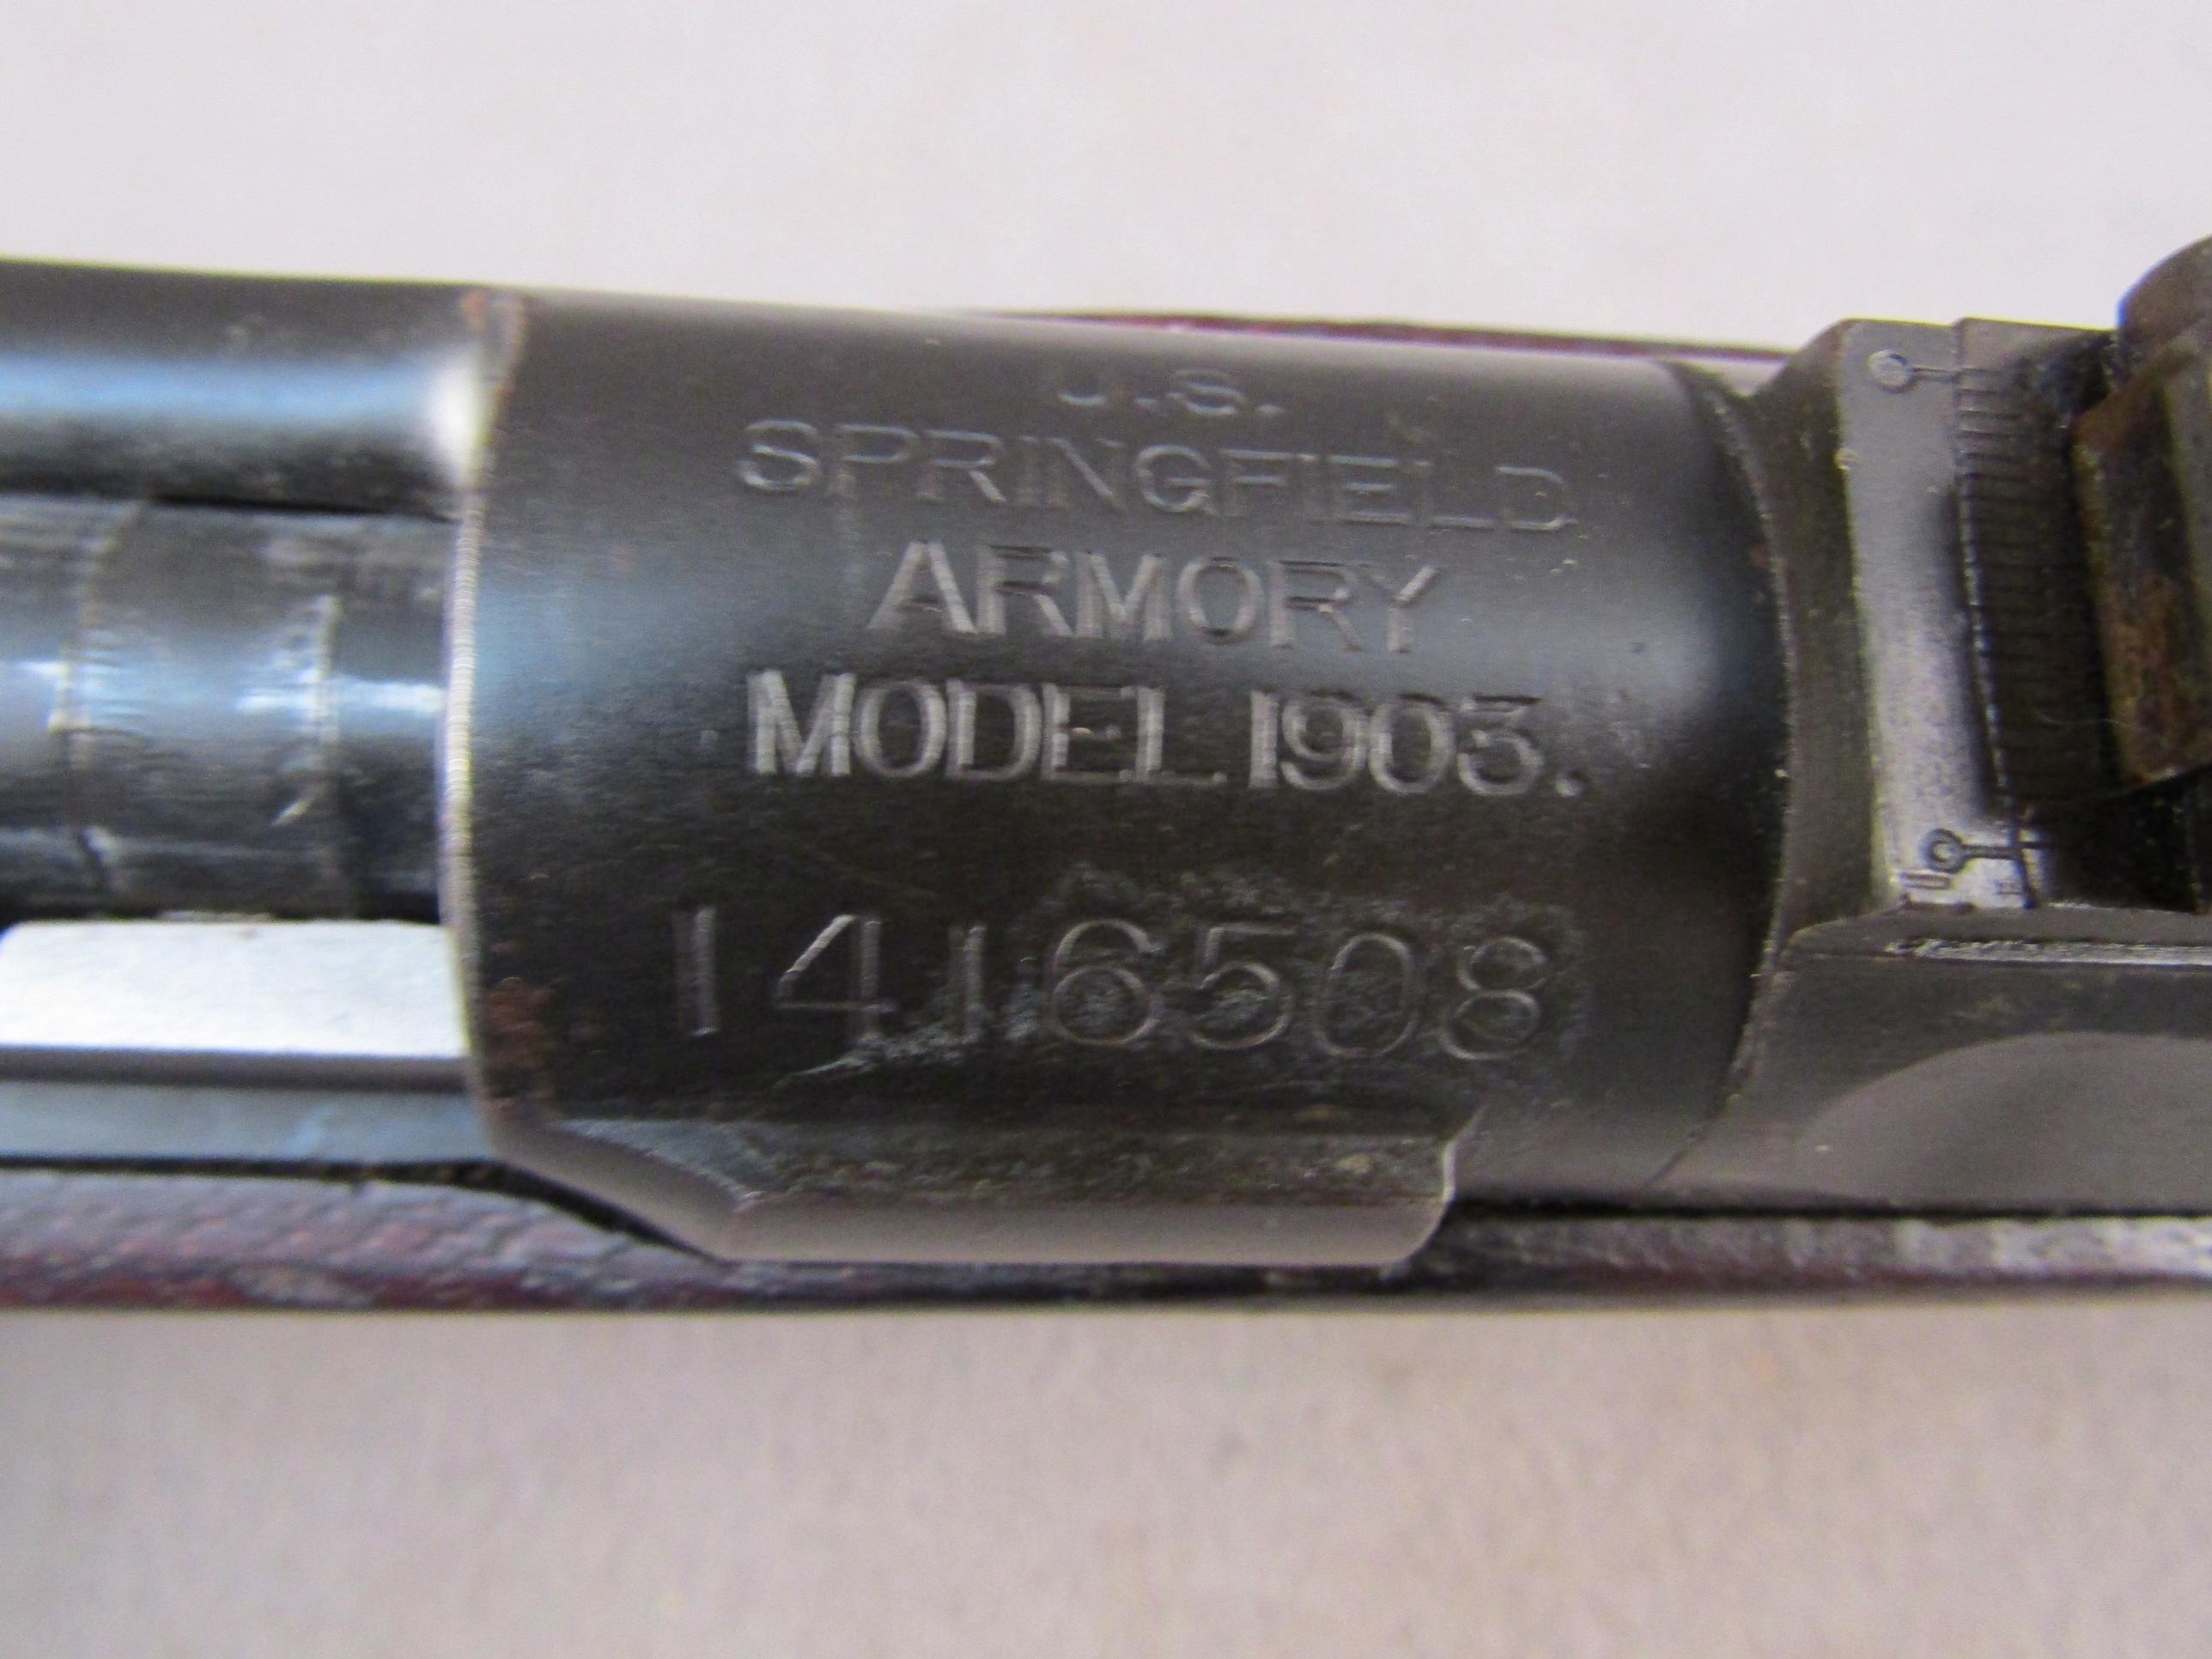 U.S.
SPRINGFIELD
ARMORY
MODEL 1903.
1416508